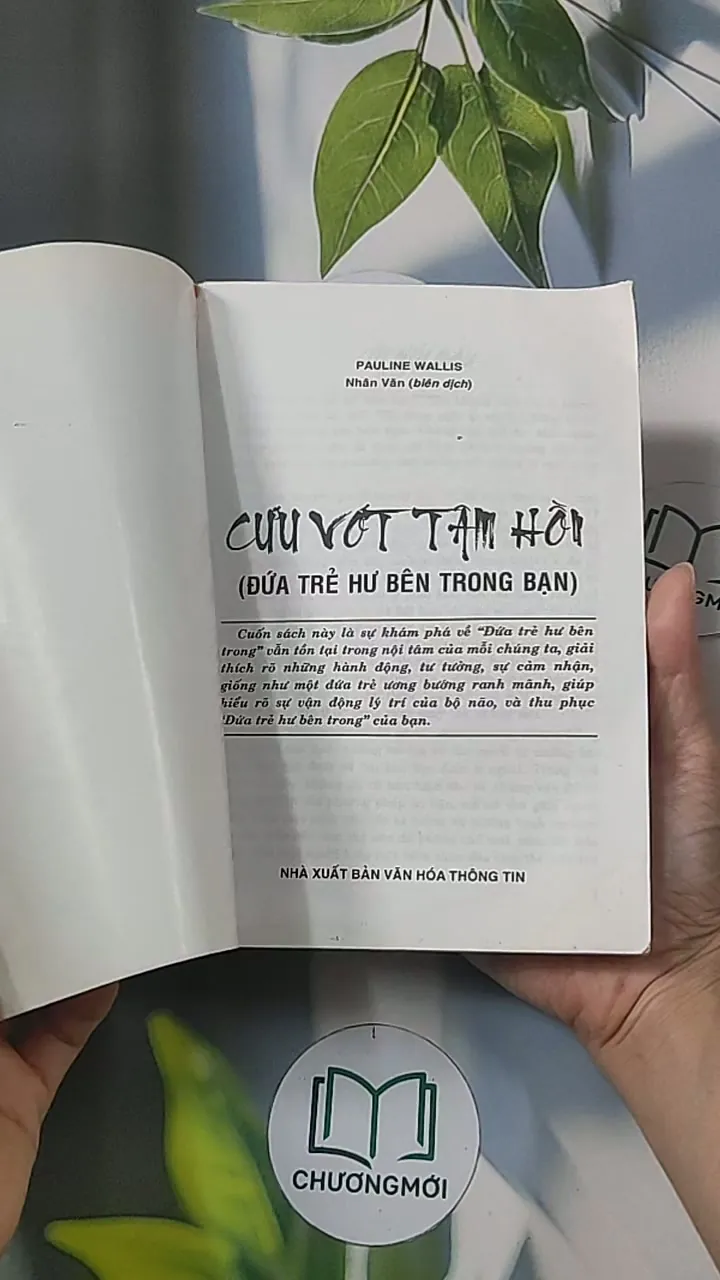 PAULINE WALLIS
Nhân Văn (biên dịch)
CỨU VỚT TÂM HỒN
(ĐỨA TRẺ HƯ BÊN TRONG BẠN)
Cuốn sách này là sự khám phá về "Đứa trẻ hư bên
trong" vẫn tồn tại trong nội tâm của mỗi chúng ta, giải
thích rõ những hành động, tư tưởng, sự cảm nhận,
giống như một đứa trẻ ương bướng ranh mãnh, giúp
hiểu rõ sự vận động lý trí của bộ não, và thu phục
"Đứa trẻ hư bên trong" của bạn.
NHÀ XUẤT BẢN VĂN HÓA THÔNG TIN
CHƯƠNGMỚI